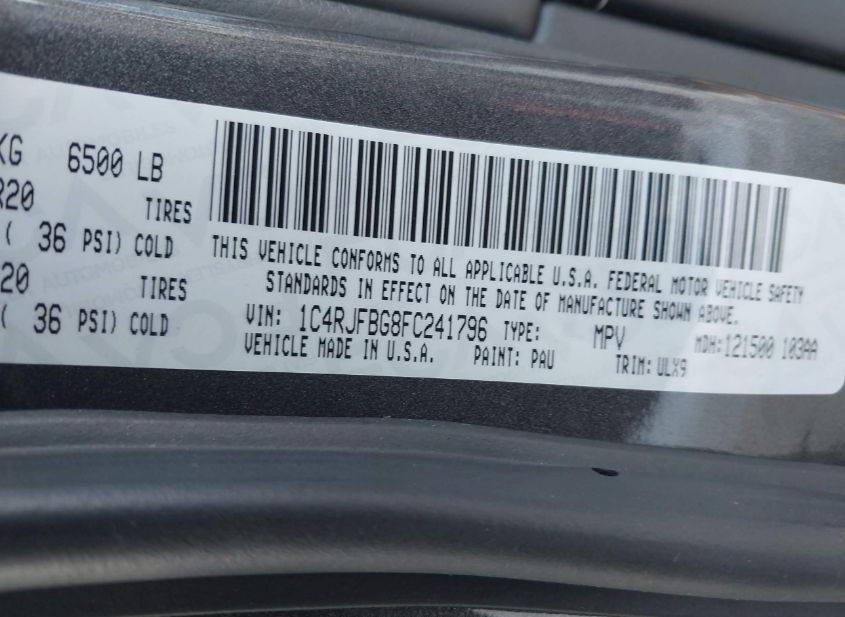 KG 6500 LB
R20 TIRES
( 36 PSI) COLD
20 TIRES
( 36 PSI) COLD
THIS VEHICLE CONFORMS TO ALL APPLICABLE U.S.A. FEDERAL MOTOR VEHICLE SAFETY
STANDARDS IN EFFECT ON THE DATE OF MANUFACTURE SHOWN ABOVE.
VIN: 1C4RJFBG8FC241796 TYPE: MPV MDH:121500 103AA
VEHICLE MADE IN U.S.A. PAINT: PAU TRIM: ULX9